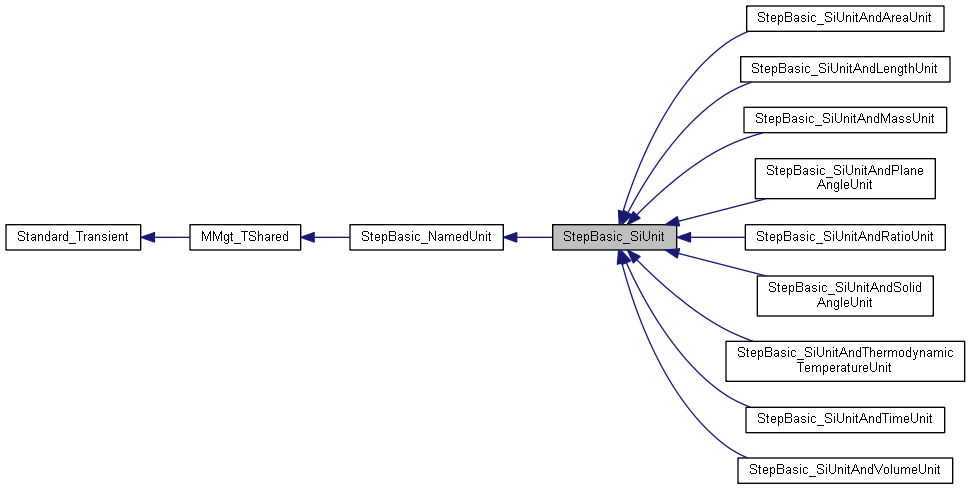 StepBasic_SiUnitAndAreaUnit
StepBasic_SiUnitAndLengthUnit
StepBasic_SiUnitAndMassUnit
StepBasic_SiUnitAndPlane
AngleUnit
Standard_Transient
MMgt_TShared
StepBasic_NamedUnit
StepBasic_SiUnit
StepBasic_SiUnitAndRatioUnit
StepBasic_SiUnitAndSolid
AngleUnit
StepBasic_SiUnitAndThermodynamic
TemperatureUnit
StepBasic_SiUnitAndTimeUnit
StepBasic_SiUnitAndVolumeUnit